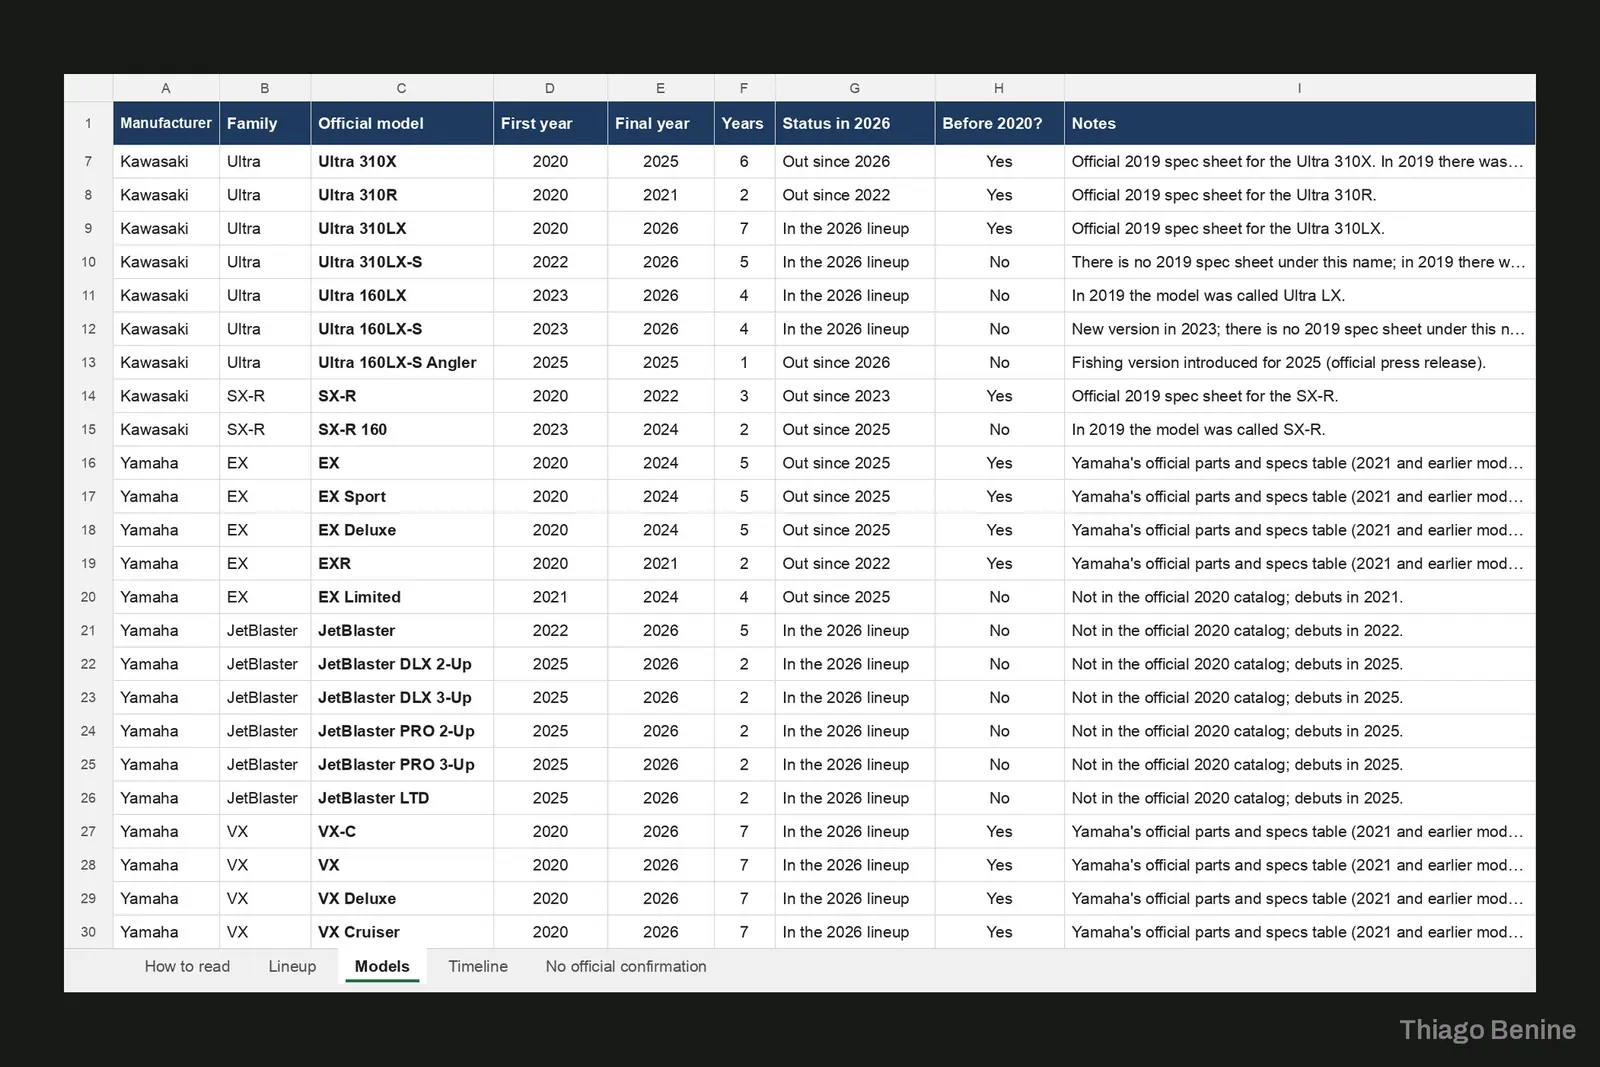 A B C D E F G H I
1 Manufacturer Family Official model First year Final year Years Status in 2026 Before 2020? Notes
7 Kawasaki Ultra Ultra 310X 2020 2025 6 Out since 2026 Yes Official 2019 spec sheet for the Ultra 310X. In 2019 there was…
8 Kawasaki Ultra Ultra 310R 2020 2021 2 Out since 2022 Yes Official 2019 spec sheet for the Ultra 310R.
9 Kawasaki Ultra Ultra 310LX 2020 2026 7 In the 2026 lineup Yes Official 2019 spec sheet for the Ultra 310LX.
10 Kawasaki Ultra Ultra 310LX-S 2022 2026 5 In the 2026 lineup No There is no 2019 spec sheet under this name; in 2019 there w…
11 Kawasaki Ultra Ultra 160LX 2023 2026 4 In the 2026 lineup No In 2019 the model was called Ultra LX.
12 Kawasaki Ultra Ultra 160LX-S 2023 2026 4 In the 2026 lineup No New version in 2023; there is no 2019 spec sheet under this n…
13 Kawasaki Ultra Ultra 160LX-S Angler 2025 2025 1 Out since 2026 No Fishing version introduced for 2025 (official press release).
14 Kawasaki SX-R SX-R 2020 2022 3 Out since 2023 Yes Official 2019 spec sheet for the SX-R.
15 Kawasaki SX-R SX-R 160 2023 2024 2 Out since 2025 No In 2019 the model was called SX-R.
16 Yamaha EX EX 2020 2024 5 Out since 2025 Yes Yamaha's official parts and specs table (2021 and earlier mod…
17 Yamaha EX EX Sport 2020 2024 5 Out since 2025 Yes Yamaha's official parts and specs table (2021 and earlier mod…
18 Yamaha EX EX Deluxe 2020 2024 5 Out since 2025 Yes Yamaha's official parts and specs table (2021 and earlier mod…
19 Yamaha EX EXR 2020 2021 2 Out since 2022 Yes Yamaha's official parts and specs table (2021 and earlier mod…
20 Yamaha EX EX Limited 2021 2024 4 Out since 2025 No Not in the official 2020 catalog; debuts in 2021.
21 Yamaha JetBlaster JetBlaster 2022 2026 5 In the 2026 lineup No Not in the official 2020 catalog; debuts in 2022.
22 Yamaha JetBlaster JetBlaster DLX 2-Up 2025 2026 2 In the 2026 lineup No Not in the official 2020 catalog; debuts in 2025.
23 Yamaha JetBlaster JetBlaster DLX 3-Up 2025 2026 2 In the 2026 lineup No Not in the official 2020 catalog; debuts in 2025.
24 Yamaha JetBlaster JetBlaster PRO 2-Up 2025 2026 2 In the 2026 lineup No Not in the official 2020 catalog; debuts in 2025.
25 Yamaha JetBlaster JetBlaster PRO 3-Up 2025 2026 2 In the 2026 lineup No Not in the official 2020 catalog; debuts in 2025.
26 Yamaha JetBlaster JetBlaster LTD 2025 2026 2 In the 2026 lineup No Not in the official 2020 catalog; debuts in 2025.
27 Yamaha VX VX-C 2020 2026 7 In the 2026 lineup Yes Yamaha's official parts and specs table (2021 and earlier mod…
28 Yamaha VX VX 2020 2026 7 In the 2026 lineup Yes Yamaha's official parts and specs table (2021 and earlier mod…
29 Yamaha VX VX Deluxe 2020 2026 7 In the 2026 lineup Yes Yamaha's official parts and specs table (2021 and earlier mod…
30 Yamaha VX VX Cruiser 2020 2026 7 In the 2026 lineup Yes Yamaha's official parts and specs table (2021 and earlier mod…
How to read Lineup Models Timeline No official confirmation
Thiago Benine